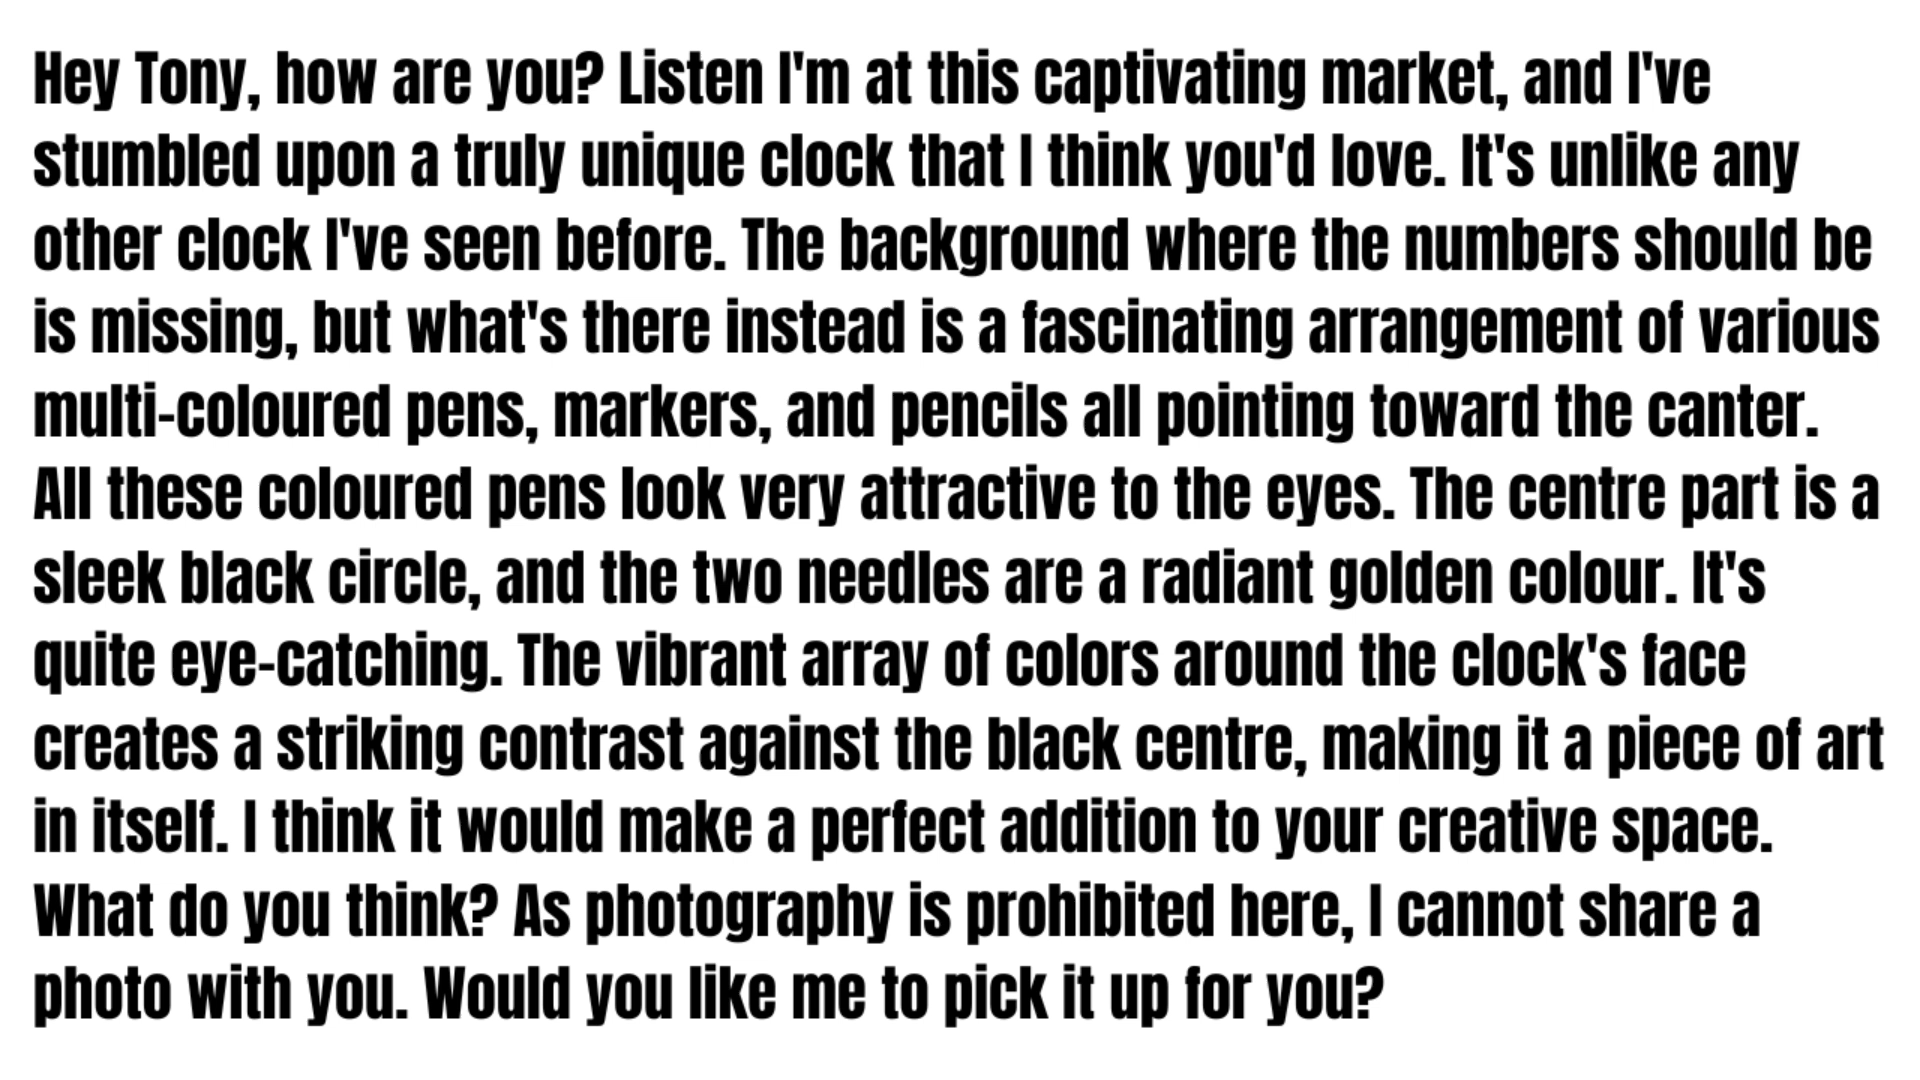 Hey Tony, how are you? Listen I'm at this captivating market, and I've
stumbled upon a truly unique clock that I think you'd love. It's unlike any
other clock I've seen before. The background where the numbers should be
is missing, but what's there instead is a fascinating arrangement of various
multi-coloured pens, markers, and pencils all pointing toward the canter.
All these coloured pens look very attractive to the eyes. The centre part is a
sleek black circle, and the two needles are a radiant golden colour. It's
quite eye-catching. The vibrant array of colors around the clock's face
creates a striking contrast against the black centre, making it a piece of art
in itself. I think it would make a perfect addition to your creative space.
What do you think? As photography is prohibited here, I cannot share a
photo with you. Would you like me to pick it up for you?